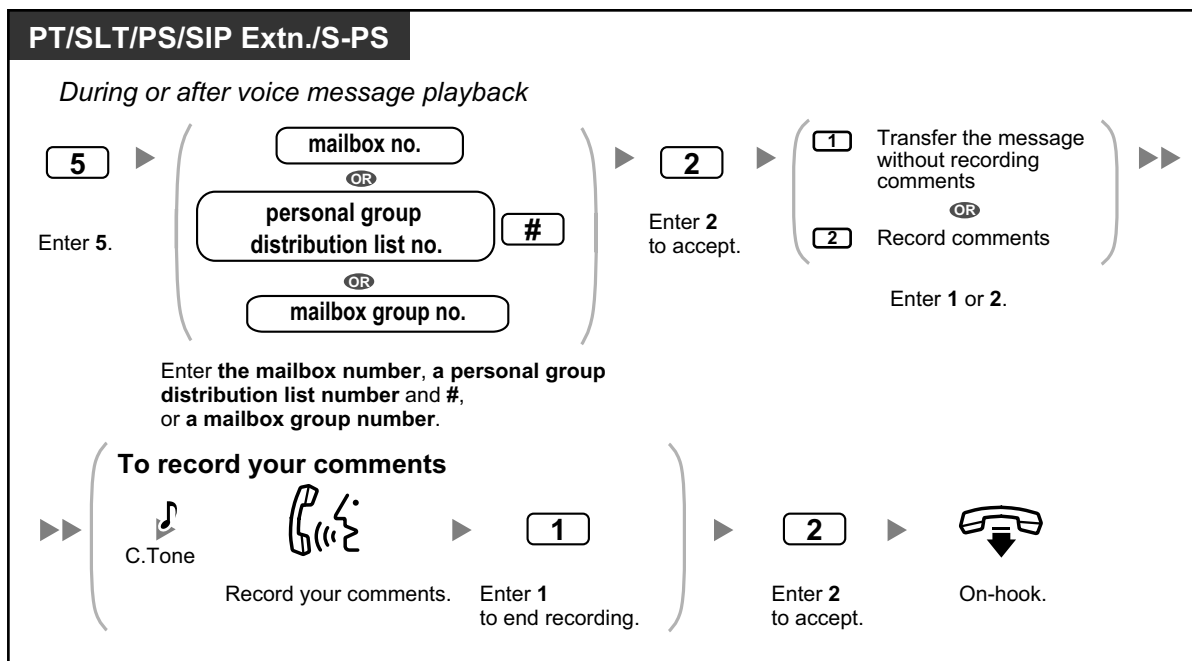 PT/SLT/PS/SIP Extn./S-PS
During or after voice message playback
5
Enter 5.
mailbox no.
OR
personal group
distribution list no.
#
OR
mailbox group no.
Enter the mailbox number, a personal group
distribution list number and #,
or a mailbox group number.
2
Enter 2
to accept.
1 Transfer the message
without recording
comments
OR
2 Record comments
Enter 1 or 2.
To record your comments
C.Tone
Record your comments.
1
Enter 1
to end recording.
2
Enter 2
to accept.
On-hook.